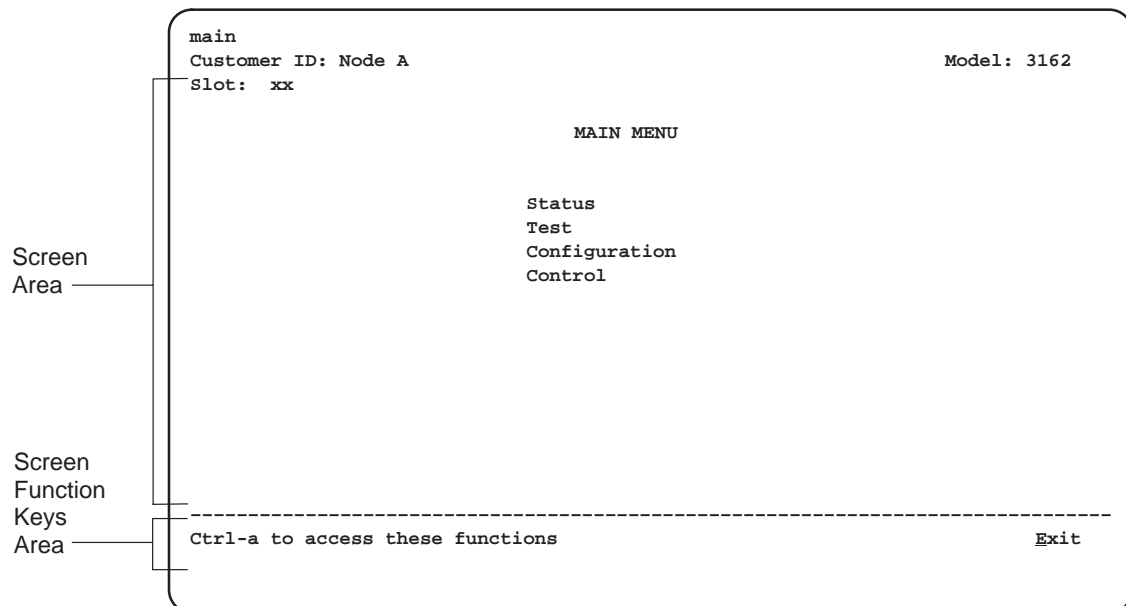 main
Customer ID: Node A Model: 3162
Slot: xx
MAIN MENU
Status
Test
Configuration
Control
Screen
Area
Screen
Function
Keys
Area
Ctrl-a to access these functions Exit